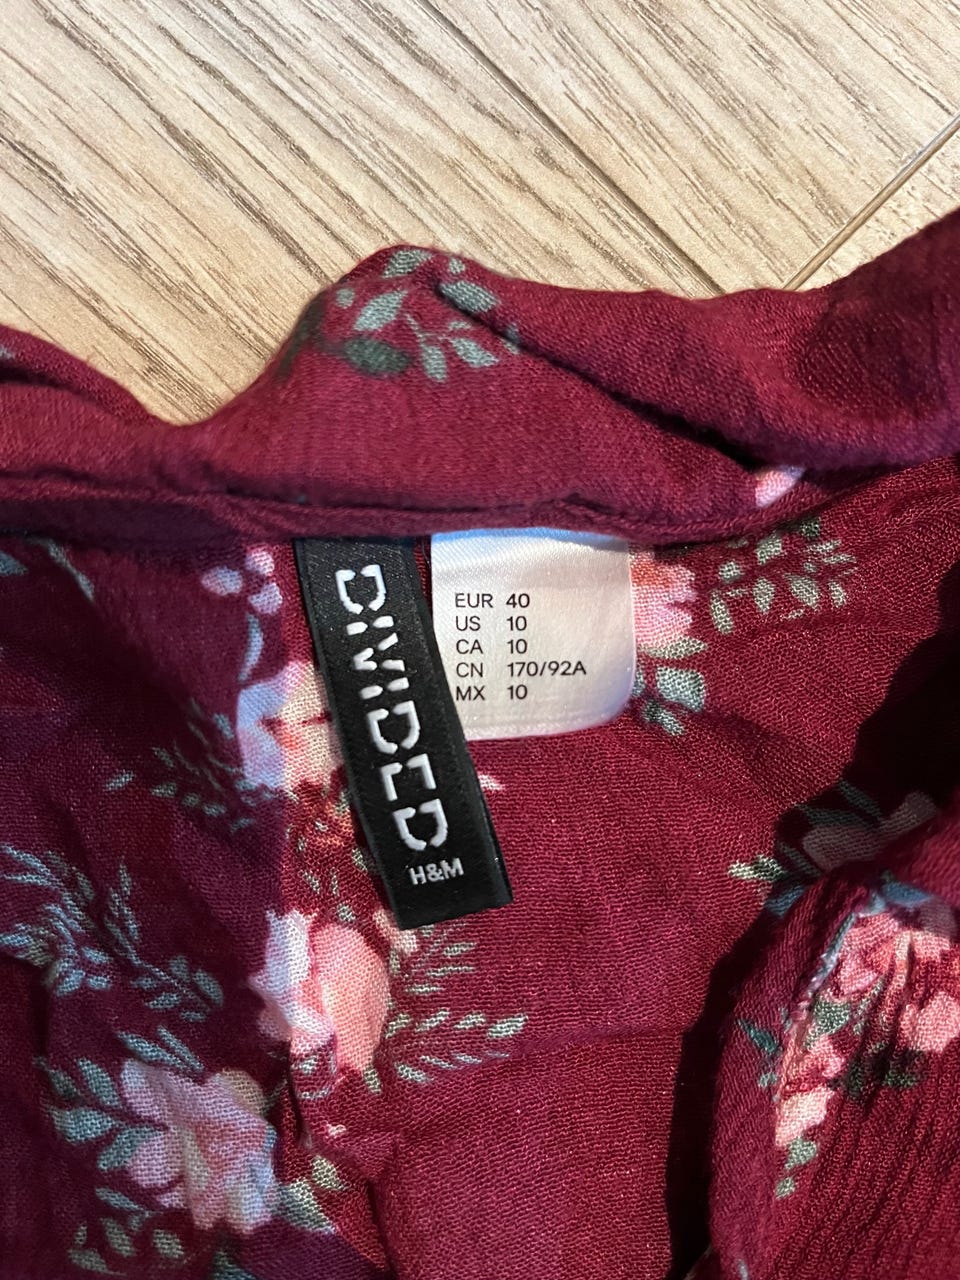 DIVIDED
H&M
EUR 40
US 10
CA 10
CN 170/92A
MX 10